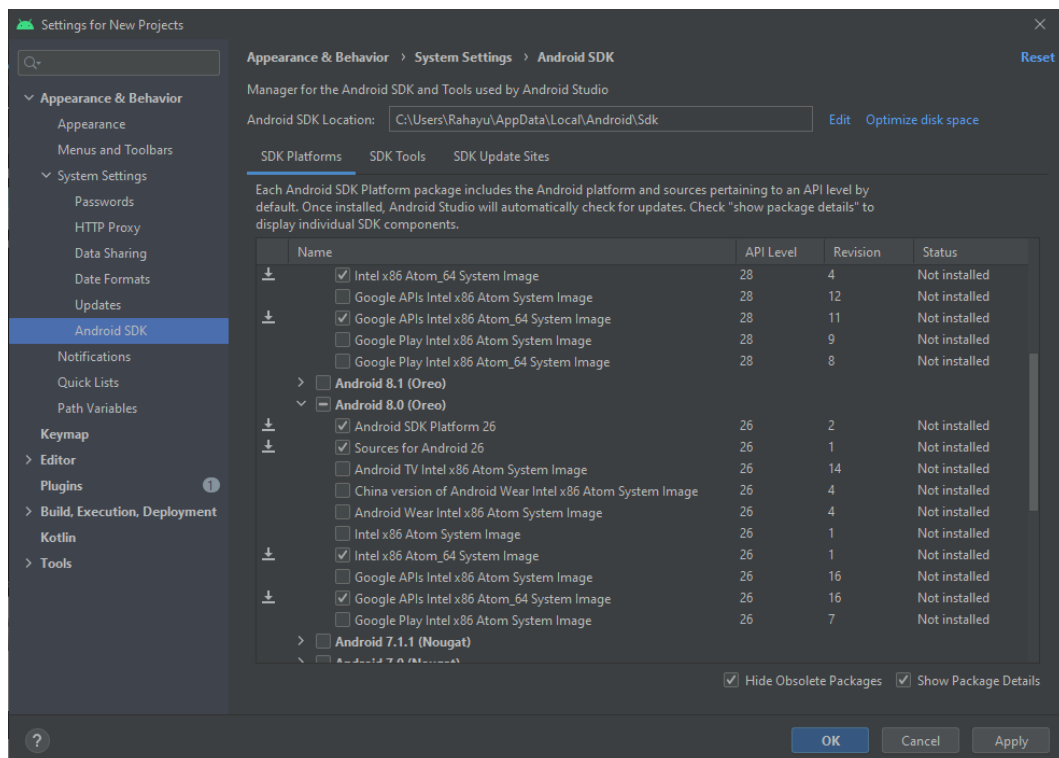 Settings for New Projects
Appearance & Behavior
Appearance
Menus and Toolbars
System Settings
Passwords
HTTP Proxy
Data Sharing
Date Formats
Updates
Android SDK
Notifications
Quick Lists
Path Variables
Keymap
Editor
Plugins 1
Build, Execution, Deployment
Kotlin
Tools
Appearance & Behavior › System Settings › Android SDK Reset
Manager for the Android SDK and Tools used by Android Studio
Android SDK Location: C:\Users\Rahayu\AppData\Local\Android\Sdk Edit Optimize disk space
SDK Platforms SDK Tools SDK Update Sites
Each Android SDK Platform package includes the Android platform and sources pertaining to an API level by
default. Once installed, Android Studio will automatically check for updates. Check "show package details" to
display individual SDK components.
Name API Level Revision Status
Intel x86 Atom_64 System Image 28 4 Not installed
Google APIs Intel x86 Atom System Image 28 12 Not installed
Google APIs Intel x86 Atom_64 System Image 28 11 Not installed
Google Play Intel x86 Atom System Image 28 9 Not installed
Google Play Intel x86 Atom_64 System Image 28 8 Not installed
Android 8.1 (Oreo)
Android 8.0 (Oreo)
Android SDK Platform 26 26 2 Not installed
Sources for Android 26 26 1 Not installed
Android TV Intel x86 Atom System Image 26 14 Not installed
China version of Android Wear Intel x86 Atom System Image 26 4 Not installed
Android Wear Intel x86 Atom System Image 26 4 Not installed
Intel x86 Atom System Image 26 1 Not installed
Intel x86 Atom_64 System Image 26 1 Not installed
Google APIs Intel x86 Atom System Image 26 16 Not installed
Google APIs Intel x86 Atom_64 System Image 26 16 Not installed
Google Play Intel x86 Atom System Image 26 7 Not installed
Android 7.1.1 (Nougat)
Android 7.0 (Nougat)
Hide Obsolete Packages Show Package Details
? OK Cancel Apply